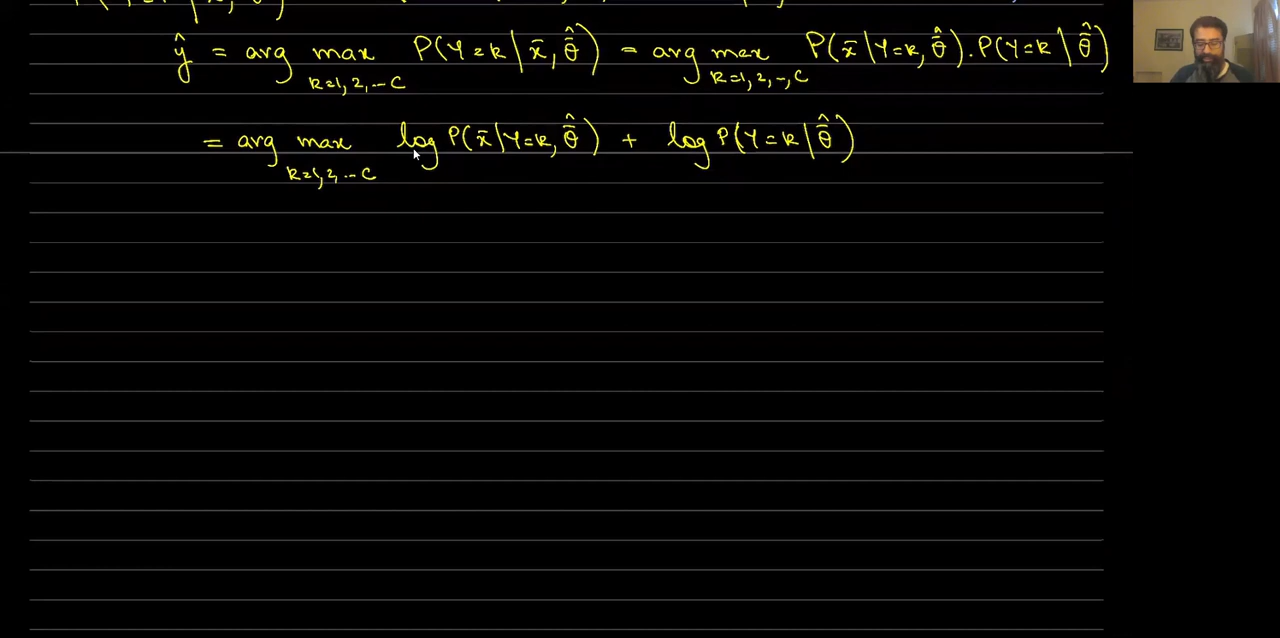 ŷ = arg max P(Y=k | x̄, θ̄̂) = arg max P(x̄ | Y=k, θ̄̂) . P(Y=k | θ̄̂)
k=1, 2, -- C k=1, 2, -, C
= arg max log P(x̄ | Y=k, θ̄̂) + log P(Y=k | θ̄̂)
k=1, 2, -- C